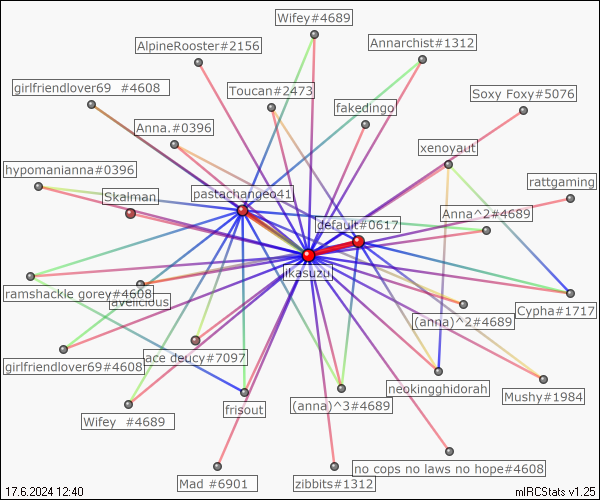 Wifey#4689
AlpineRooster#2156
Annarchist#1312
girlfriendlover69 #4608
Toucan#2473
Soxy Foxy#5076
fakedingo
Anna.#0396
xenoyaut
hypomanianna#0396
rattgaming
Skalman
pastachangeo41
Anna^2#4689
default#0617
ikasuzu
ramshackle gorey#4608
avelicious
Cypha#1717
(anna)^2#4689
ace deucy#7097
girlfriendlover69#4608
neokingghidorah
Mushy#1984
Wifey #4689
frisout
(anna)^3#4689
no cops no laws no hope#4608
Mad #6901
zibbits#1312
17.6.2024 12:40
mIRCStats v1.25